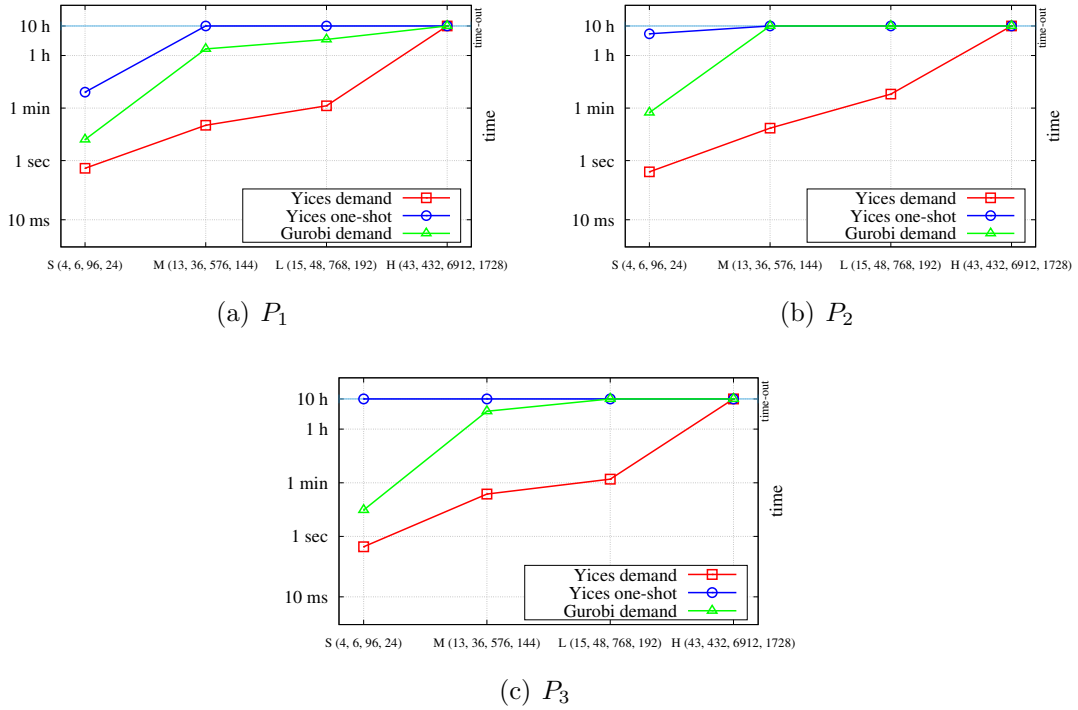 10 h
1 h
1 min
1 sec
10 ms
time-out
time
Yices demand
Yices one-shot
Gurobi demand
S (4, 6, 96, 24) M (13, 36, 576, 144) L (15, 48, 768, 192) H (43, 432, 6912, 1728)
(a) P_1
10 h
1 h
1 min
1 sec
10 ms
time-out
time
Yices demand
Yices one-shot
Gurobi demand
S (4, 6, 96, 24) M (13, 36, 576, 144) L (15, 48, 768, 192) H (43, 432, 6912, 1728)
(b) P_2
10 h
1 h
1 min
1 sec
10 ms
time-out
time
Yices demand
Yices one-shot
Gurobi demand
S (4, 6, 96, 24) M (13, 36, 576, 144) L (15, 48, 768, 192) H (43, 432, 6912, 1728)
(c) P_3